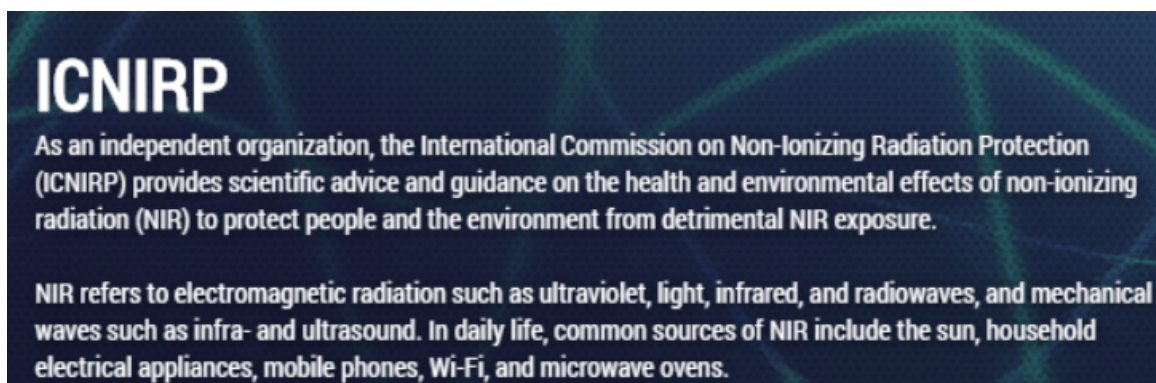 ICNIRP
As an independent organization, the International Commission on Non-Ionizing Radiation Protection
(ICNIRP) provides scientific advice and guidance on the health and environmental effects of non-ionizing
radiation (NIR) to protect people and the environment from detrimental NIR exposure.
NIR refers to electromagnetic radiation such as ultraviolet, light, infrared, and radiowaves, and mechanical
waves such as infra- and ultrasound. In daily life, common sources of NIR include the sun, household
electrical appliances, mobile phones, Wi-Fi, and microwave ovens.